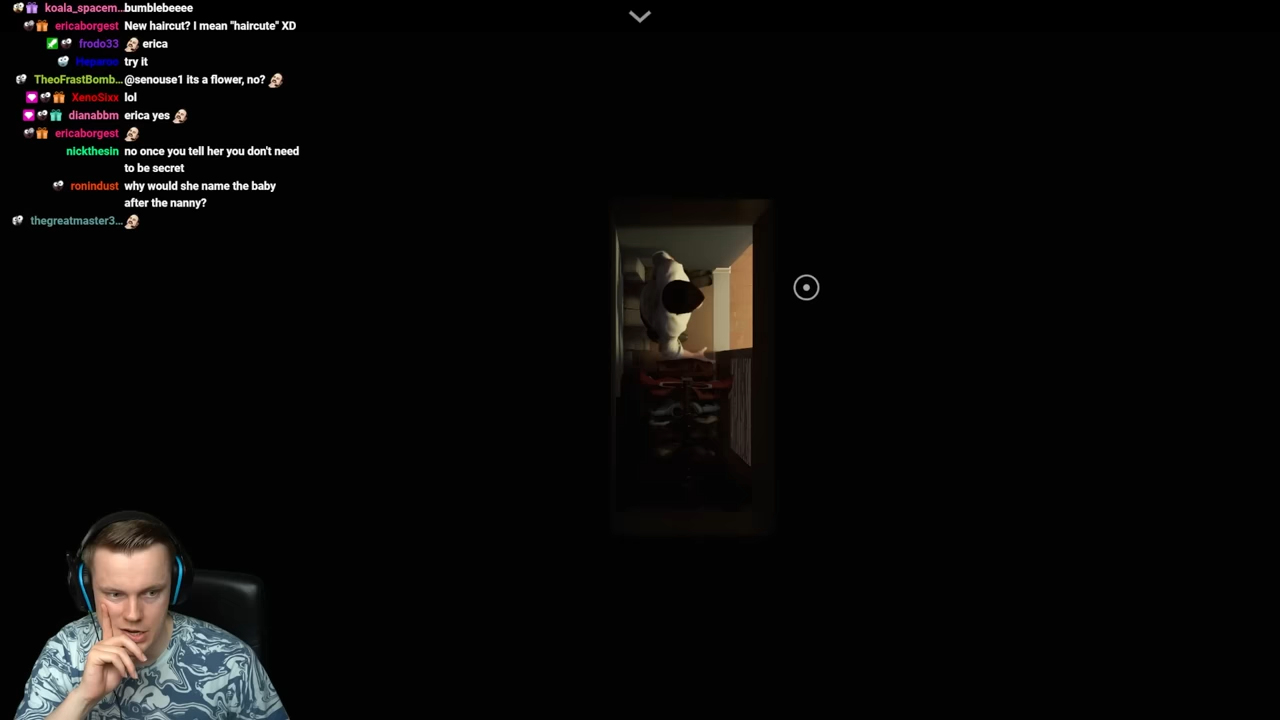 koala_spacem... bumblebeeee
ericaborgest New haircut? I mean "haircute" XD
frodo33 erica
Heparus try it
TheoFrastBomb... @senouse1 its a flower, no?
XenoSixx lol
dianabbm erica yes
ericaborgest
nickthesin no once you tell her you don't need
to be secret
ronindust why would she name the baby
after the nanny?
thegreatmaster3...